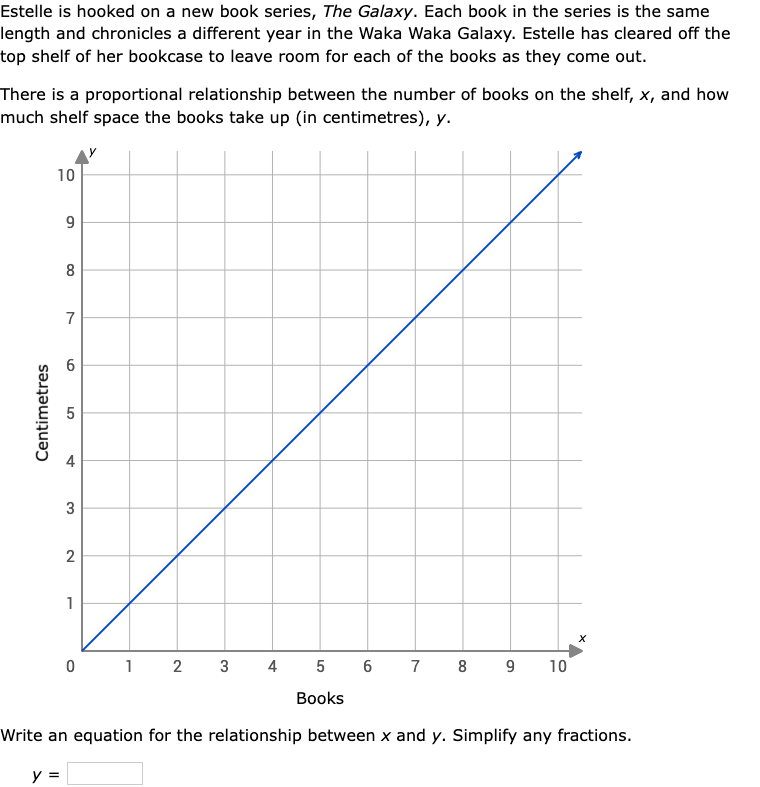 Estelle is hooked on a new book series, The Galaxy. Each book in the series is the same
length and chronicles a different year in the Waka Waka Galaxy. Estelle has cleared off the
top shelf of her bookcase to leave room for each of the books as they come out.
There is a proportional relationship between the number of books on the shelf, x, and how
much shelf space the books take up (in centimetres), y.
y
10
9
8
7
6
5
4
3
2
1
Centimetres
x
0 1 2 3 4 5 6 7 8 9 10
Books
Write an equation for the relationship between x and y. Simplify any fractions.
y =